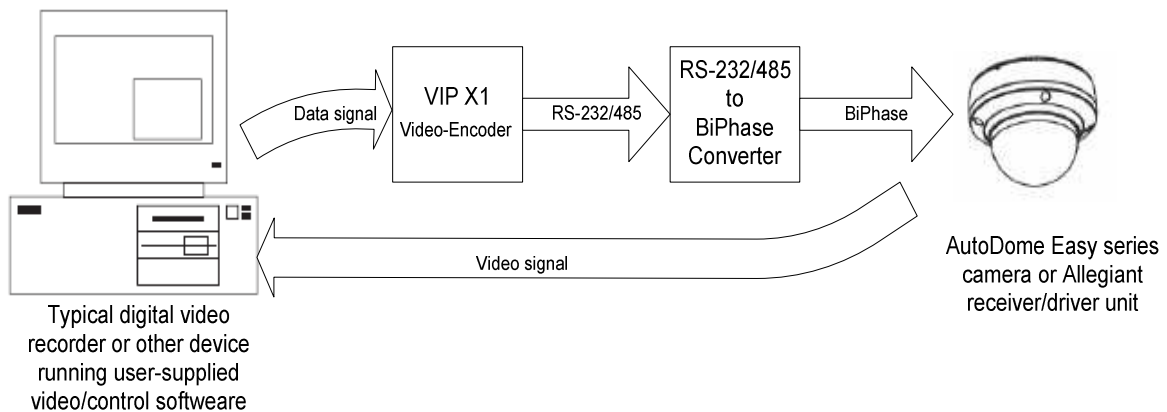 Data signal
VIP X1
Video-Encoder
RS-232/485
RS-232/485
to
BiPhase
Converter
BiPhase
Video signal
AutoDome Easy series
camera or Allegiant
receiver/driver unit
Typical digital video
recorder or other device
running user-supplied
video/control softweare